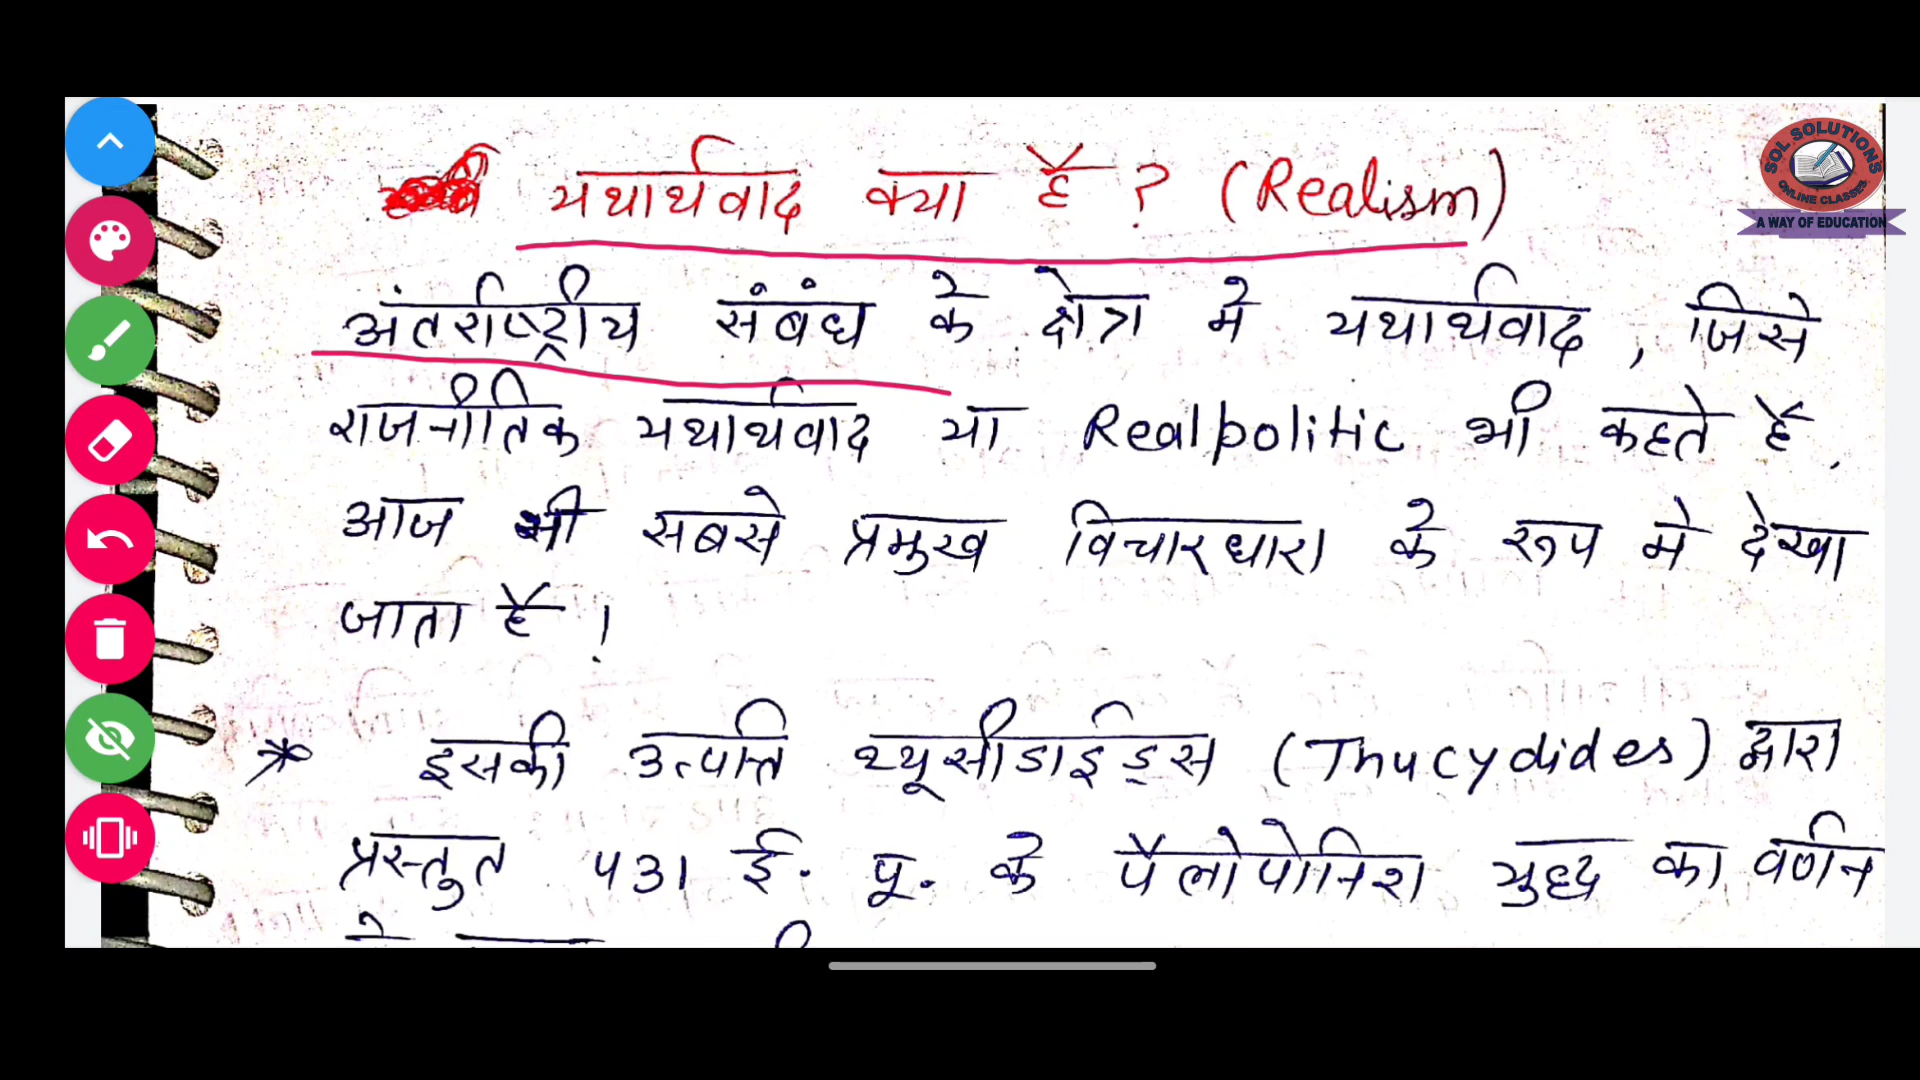 यथार्थवाद क्या है ? (Realism)
अंतर्राष्ट्रीय संबंध के क्षेत्र मे यथार्थवाद , जिसे
राजनीतिक यथार्थवाद या Realpolitic भी कहते है ,
आज भी सबसे प्रमुख विचारधारा के रूप मे देखा
जाता है ।
* इसकी उत्पत्ति थ्यूसीडाईड्स (Thucydides) द्वारा
प्रस्तुत 431 ई. पू. के पैलोपोनिश युध्द का वर्णन
SOL SOLUTIONS
ONLINE CLASSES
A WAY OF EDUCATION